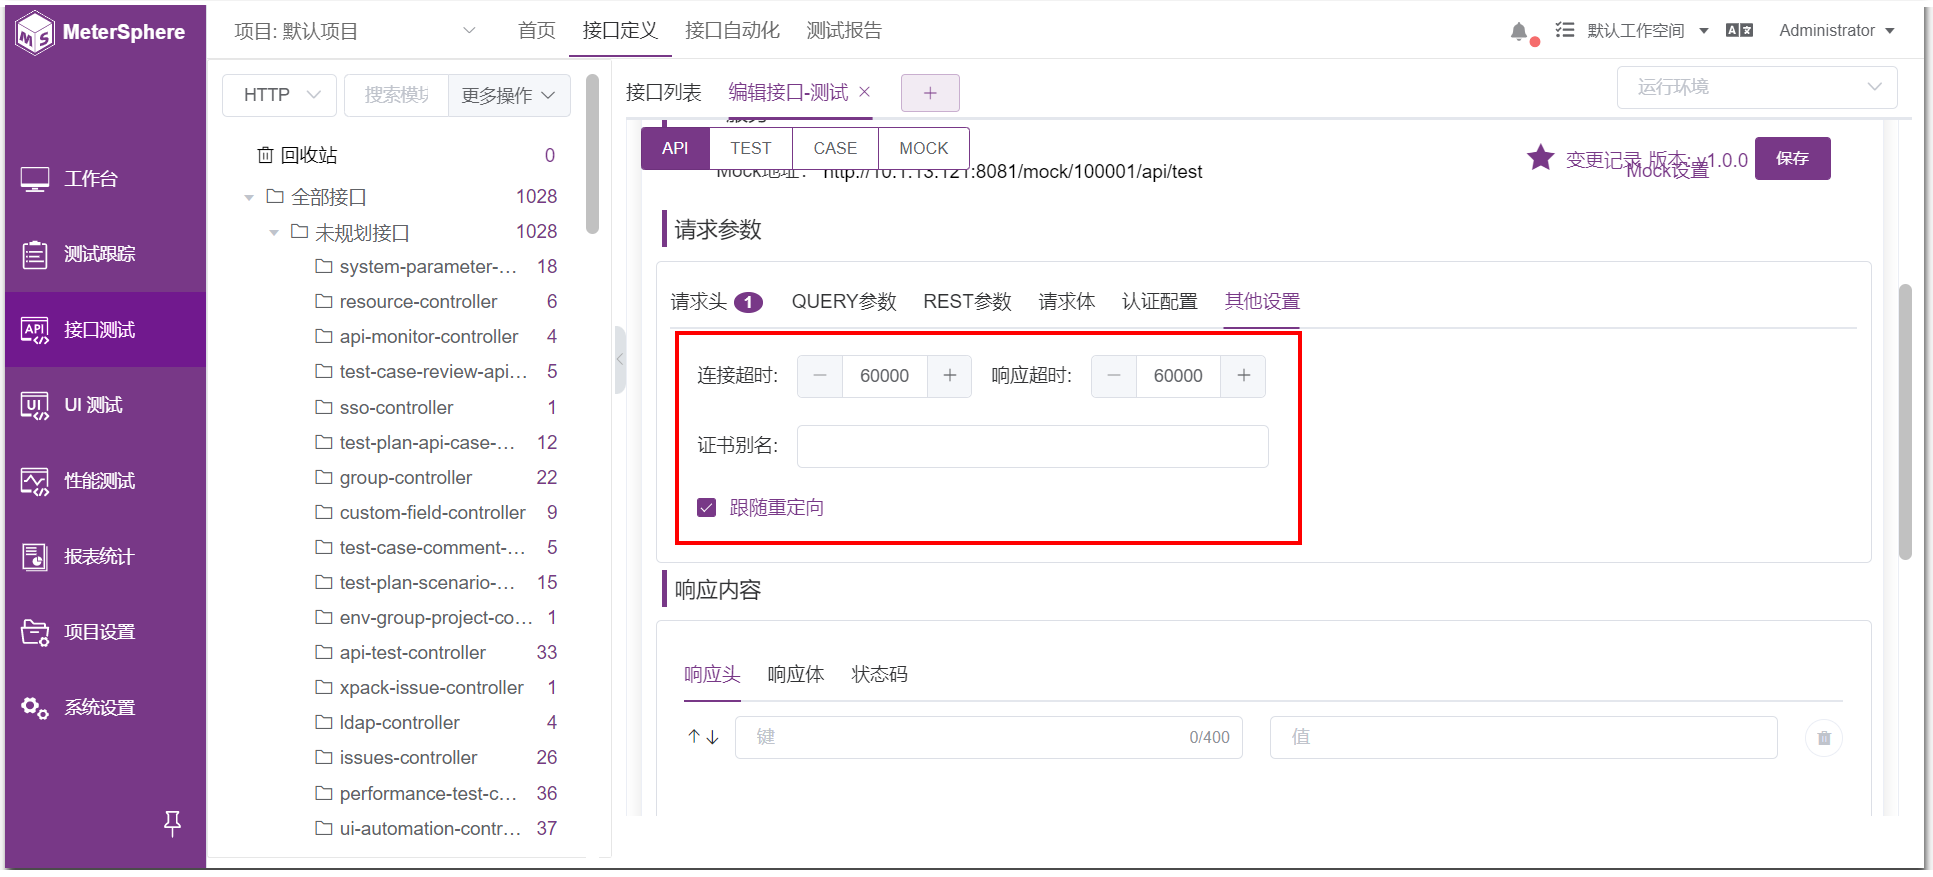 MeterSphere
项目: 默认项目
首页 接口定义 接口自动化 测试报告
默认工作空间
Administrator
工作台
测试跟踪
接口测试
UI 测试
性能测试
报表统计
项目设置
系统设置
HTTP 搜索模块 更多操作
回收站 0
全部接口 1028
未规划接口 1028
system-parameter-... 18
resource-controller 6
api-monitor-controller 4
test-case-review-api... 5
sso-controller 1
test-plan-api-case-... 12
group-controller 22
custom-field-controller 9
test-case-comment-... 5
test-plan-scenario-... 15
env-group-project-co... 1
api-test-controller 33
xpack-issue-controller 1
ldap-controller 4
issues-controller 26
performance-test-c... 36
ui-automation-contr... 37
接口列表 编辑接口-测试 × +
运行环境
API TEST CASE MOCK
变更记录 版本: v1.0.0 保存
Mock地址: http://10.1.13.121:8081/mock/100001/api/test Mock设置
请求参数
请求头 1 QUERY参数 REST参数 请求体 认证配置 其他设置
连接超时: − 60000 + 响应超时: − 60000 +
证书别名:
跟随重定向
响应内容
响应头 响应体 状态码
键 0/400 值